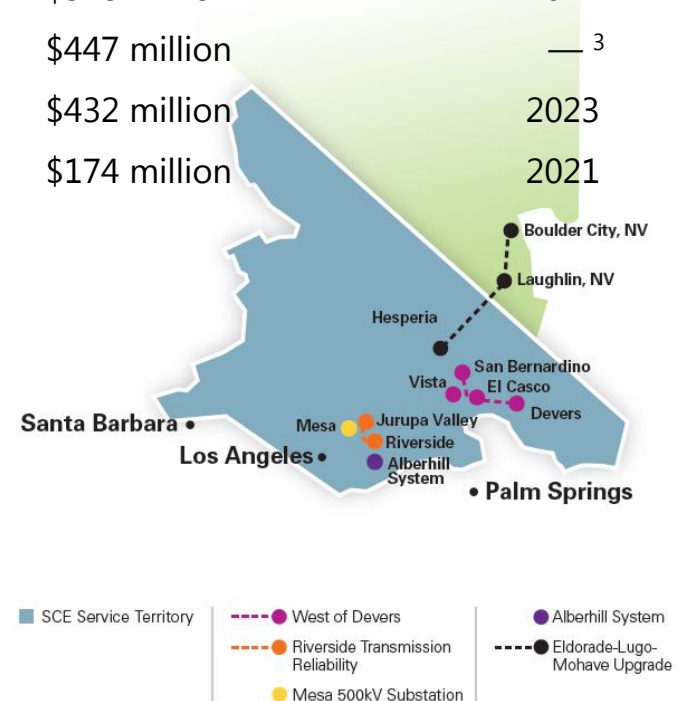 $447 million — 3
$432 million 2023
$174 million 2021
Boulder City, NV
Laughlin, NV
Hesperia
San Bernardino
Vista El Casco
Devers
Santa Barbara
Mesa Jurupa Valley
Riverside
Los Angeles
Alberhill
System
Palm Springs
SCE Service Territory
West of Devers
Riverside Transmission
Reliability
Mesa 500kV Substation
Alberhill System
Eldorade-Lugo-
Mohave Upgrade